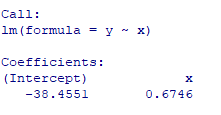 Call:
lm(formula = y ~ x)
Coefficients:
(Intercept) x
-38.4551 0.6746